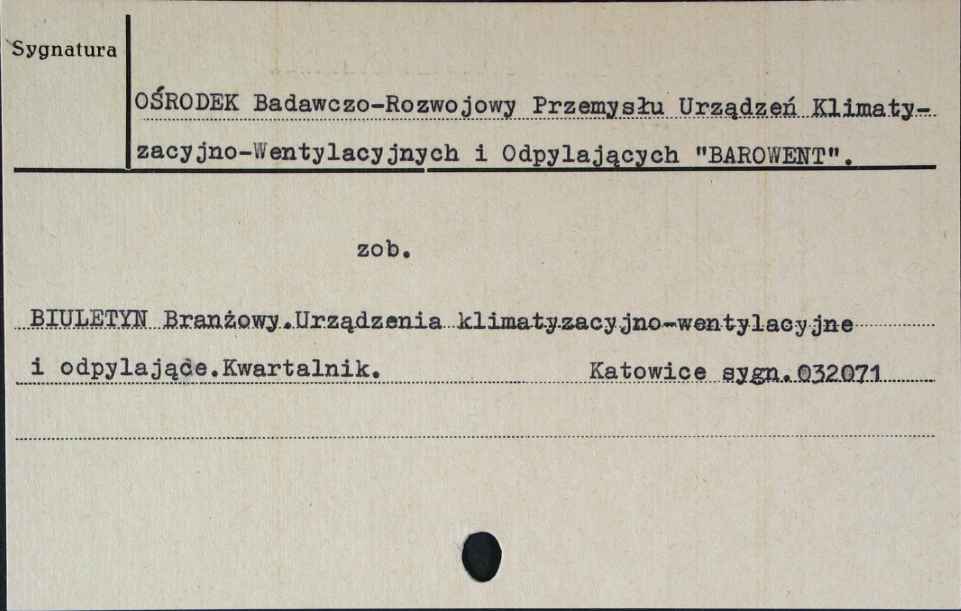 Sygnatura
OŚRODEK Badawczo-Rozwojowy Przemysłu Urządzeń Klimaty-
zacyjno-Wentylacyjnych i Odpylających "BAROWENT".
zob.
BIULETYN Branżowy.Urządzenia klimatyzacyjno-wentylacyjne
i odpylające.Kwartalnik. Katowice sygn.032071